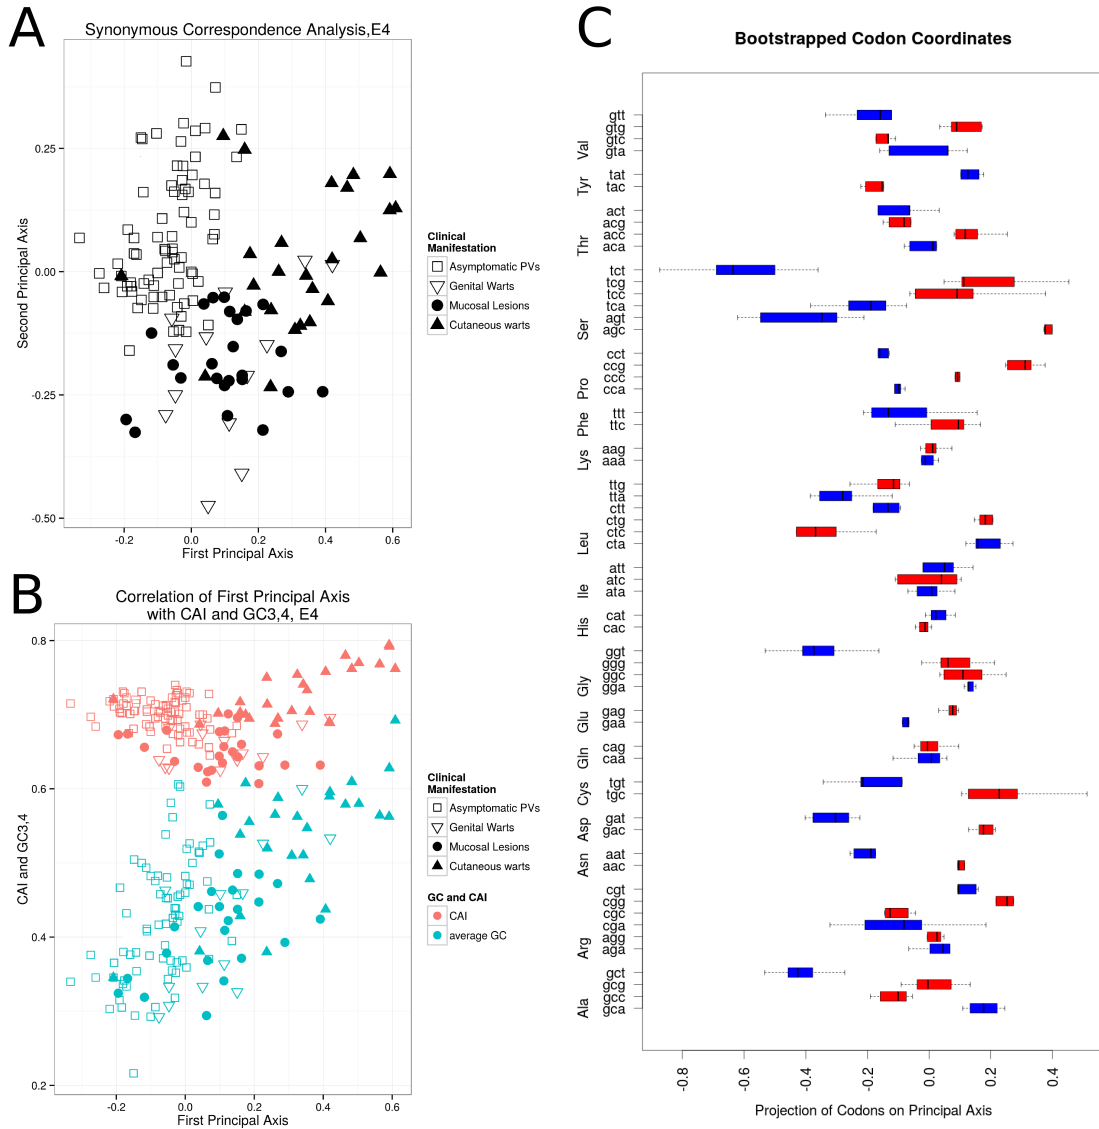 A
Synonymous Correspondence Analysis,E4
0.25
0.00
-0.25
-0.50
Second Principal Axis
-0.2
0.0
0.2
0.4
0.6
First Principal Axis
Clinical
Manifestation
Asymptomatic PVs
Genital Warts
Mucosal Lesions
Cutaneous warts
B
Correlation of First Principal Axis
with CAI and GC3,4, E4
0.8
0.6
0.4
0.2
CAI and GC3,4
-0.2
0.0
0.2
0.4
0.6
First Principal Axis
Clinical
Manifestation
Asymptomatic PVs
Genital Warts
Mucosal Lesions
Cutaneous warts
GC and CAI
CAI
average GC
C
Bootstrapped Codon Coordinates
Val
gtt
gtg
gtc
gta
Tyr
tat
tac
Thr
act
acg
acc
aca
Ser
tct
tcg
tcc
tca
agt
agc
Pro
cct
ccg
ccc
cca
Phe
ttt
ttc
Lys
aag
aaa
Leu
ttg
tta
ctt
ctg
ctc
cta
Ile
att
atc
ata
His
cat
cac
Gly
ggt
ggg
ggc
gga
Glu
gag
gaa
Gln
cag
caa
Cys
tgt
tgc
Asp
gat
gac
Asn
aat
aac
Arg
cgt
cgg
cgc
cga
agg
aga
Ala
gct
gcg
gcc
gca
-0.8
-0.6
-0.4
-0.2
0.0
0.2
0.4
Projection of Codons on Principal Axis